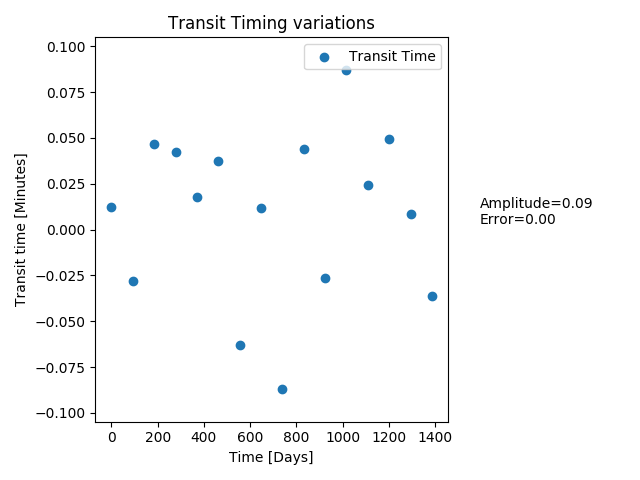 Transit Timing variations
Transit Time
0.100
0.075
0.050
0.025
0.000
−0.025
−0.050
−0.075
−0.100
Transit time [Minutes]
Amplitude=0.09
Error=0.00
0 200 400 600 800 1000 1200 1400
Time [Days]